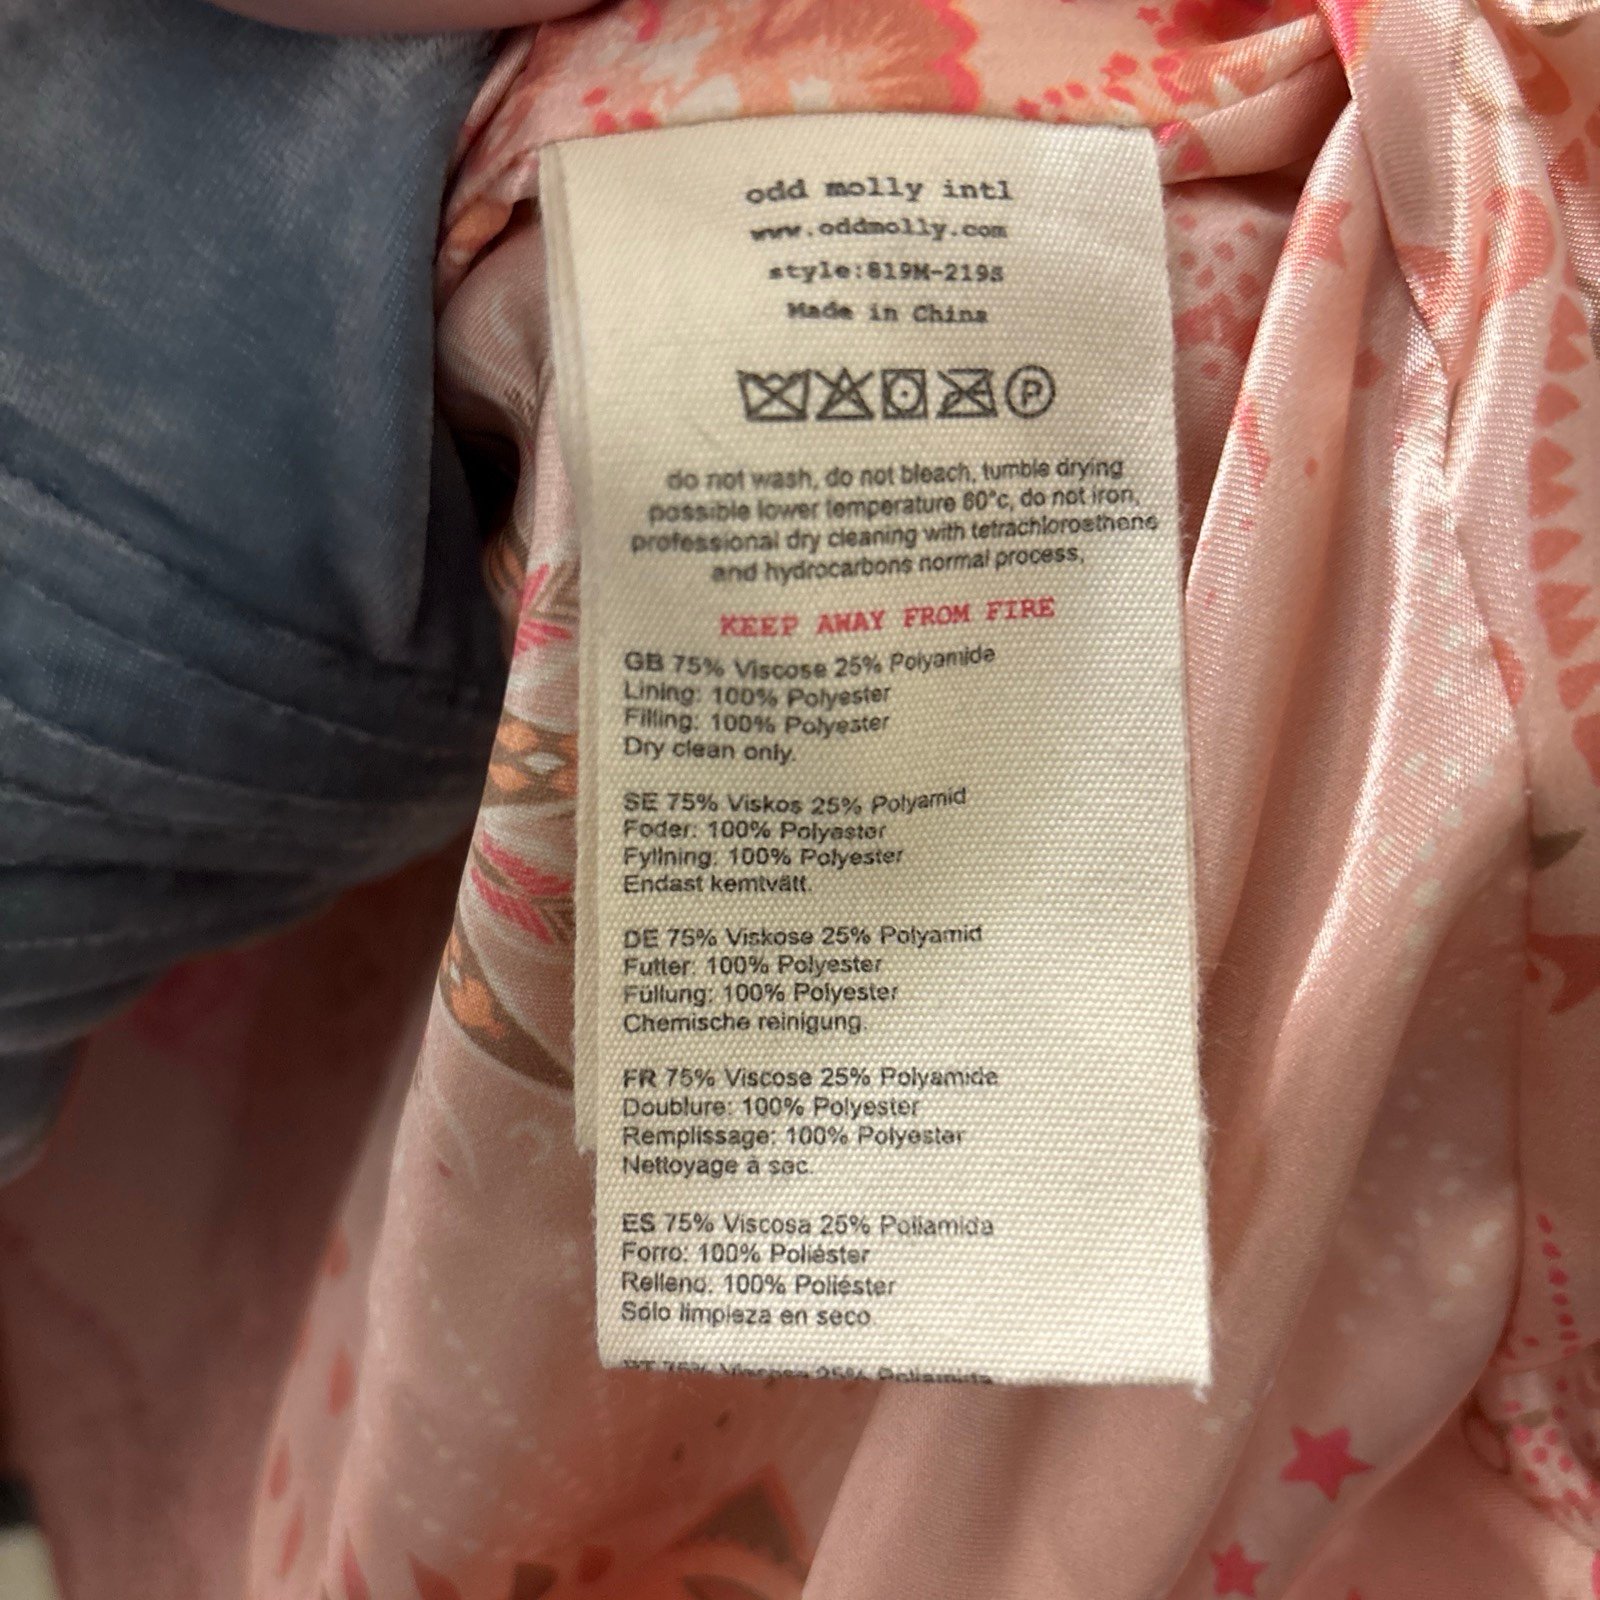 odd molly intl
www.oddmolly.com
style:819M-219S
Made in China
P
do not wash, do not bleach, tumble drying
possible lower temperature 60°c, do not iron,
professional dry cleaning with tetrachloroethene
and hydrocarbons normal process,
KEEP AWAY FROM FIRE
GB 75% Viscose 25% Polyamide
Lining: 100% Polyester
Filling: 100% Polyester
Dry clean only.
SE 75% Viskos 25% Polyamid
Foder: 100% Polyester
Fyllning: 100% Polyester
Endast kemtvätt.
DE 75% Viskose 25% Polyamid
Futter: 100% Polyester
Füllung: 100% Polyester
Chemische reinigung.
FR 75% Viscose 25% Polyamide
Doublure: 100% Polyester
Remplissage: 100% Polyester
Nettoyage à sec.
ES 75% Viscosa 25% Poliamida
Forro: 100% Poliéster
Relleno: 100% Poliéster
Sólo limpieza en seco
PT 75% Viscose 25% Poliamida